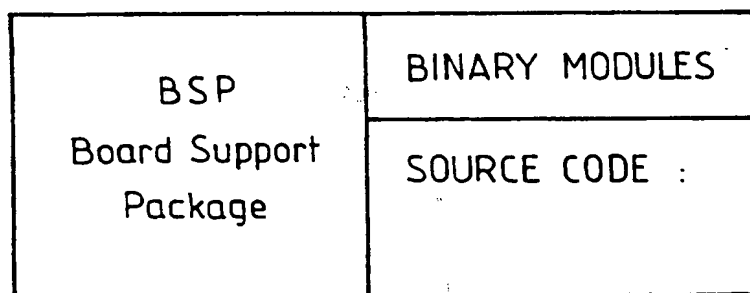 BSP
Board Support
Package
BINARY MODULES
SOURCE CODE :